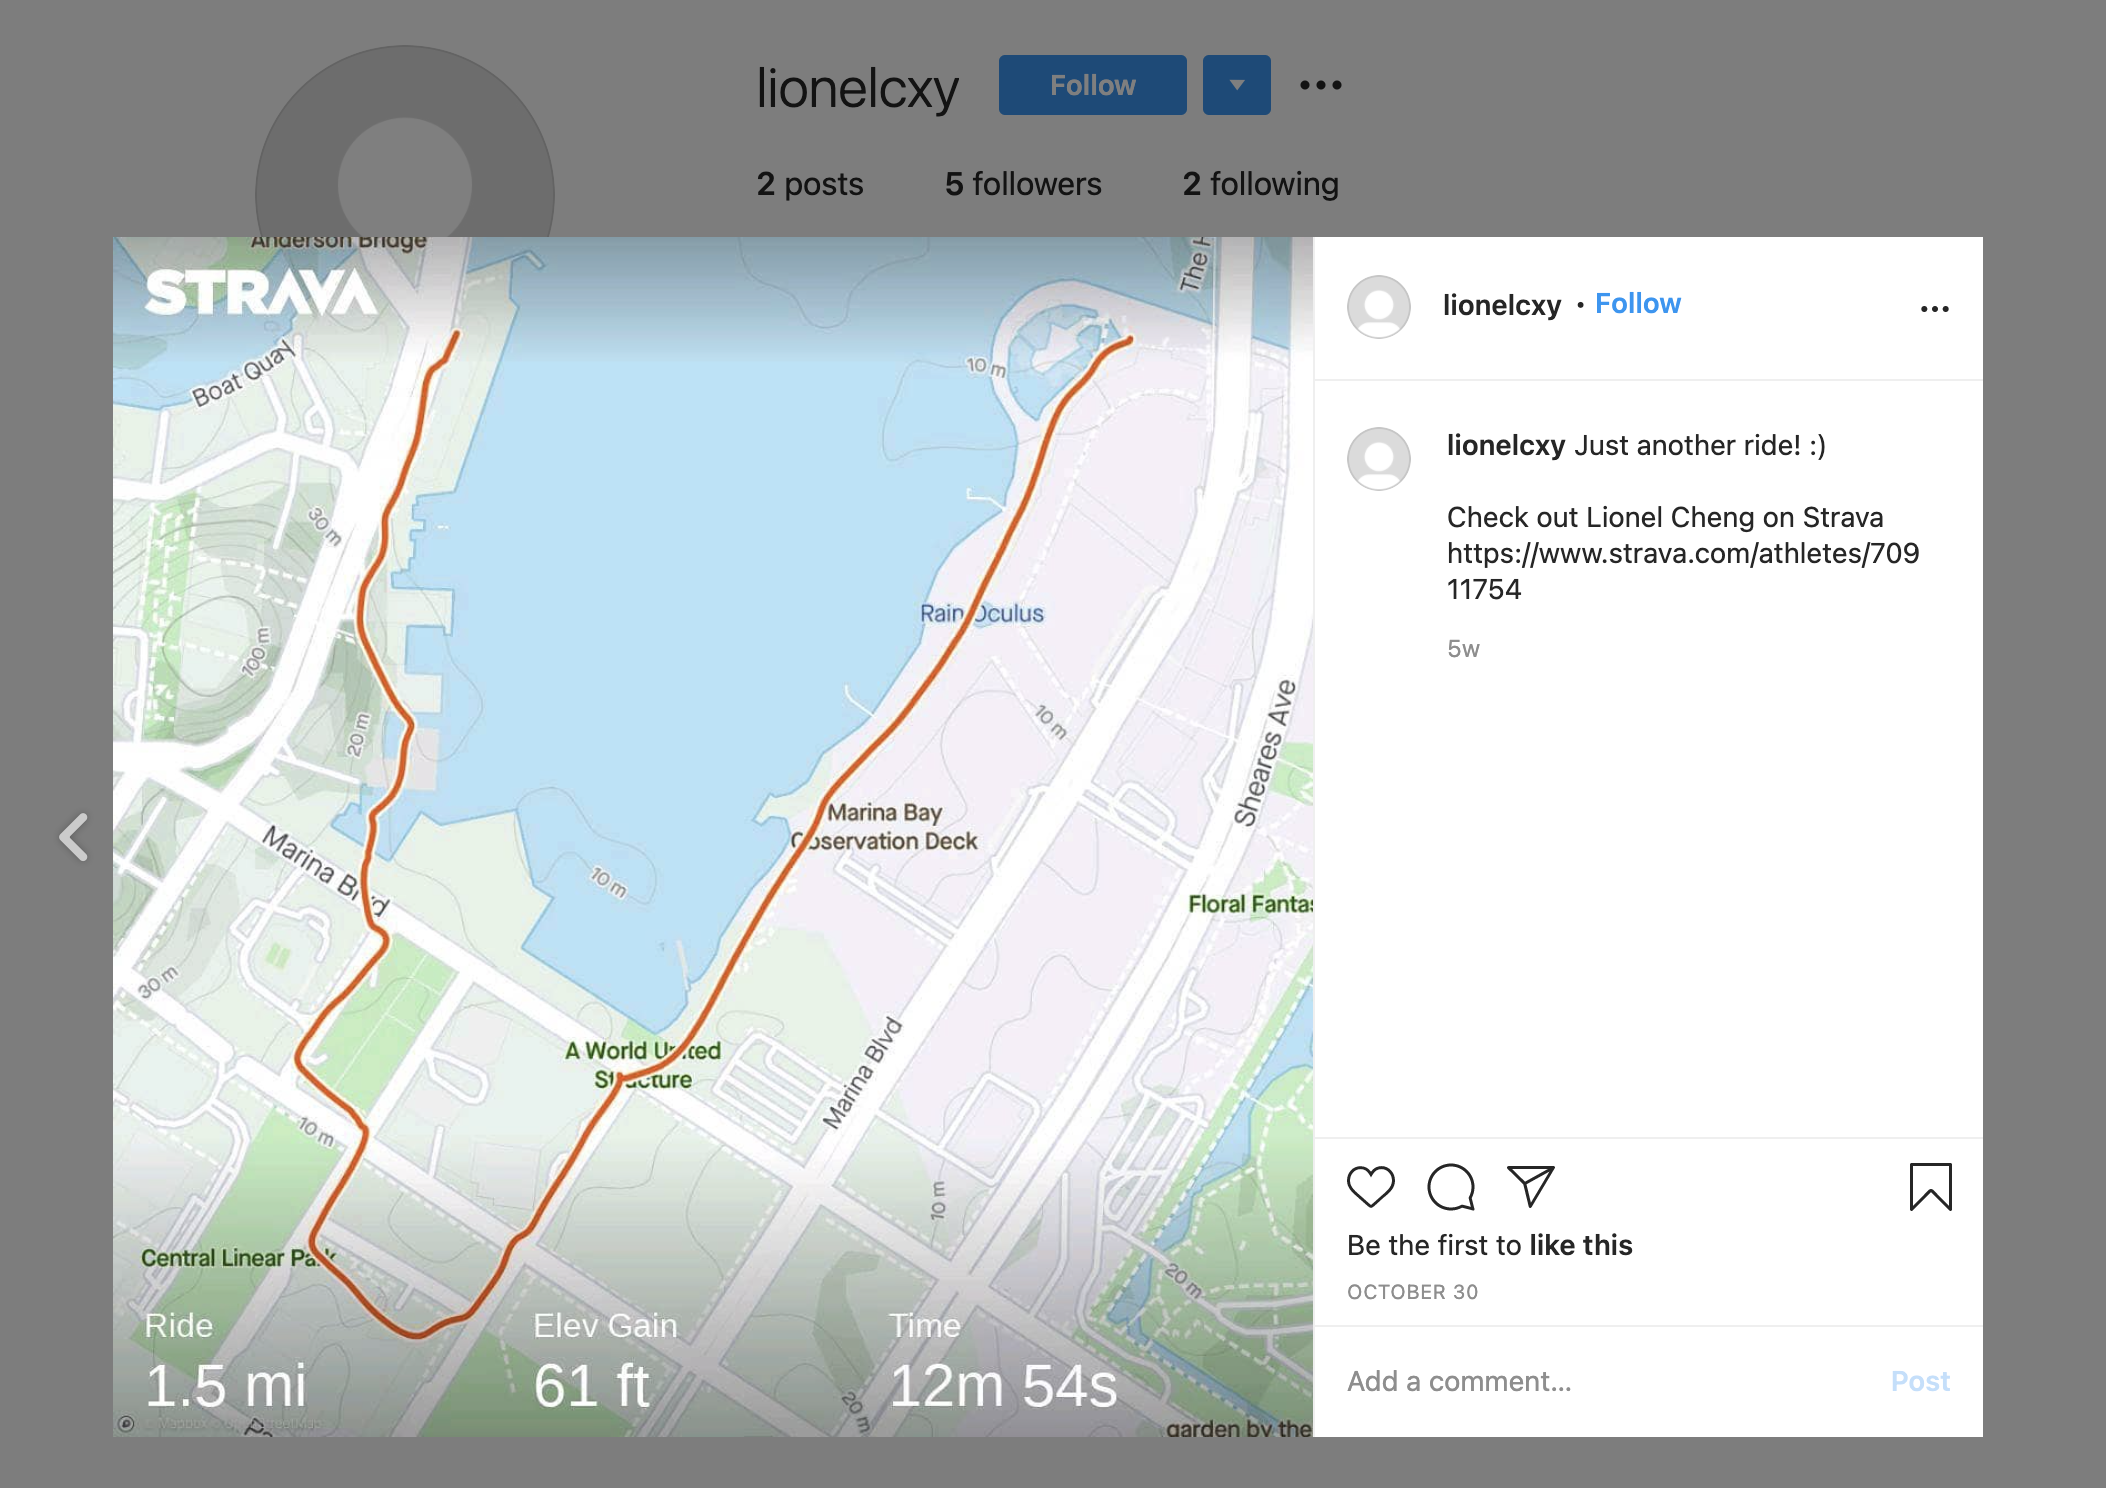 lionelcxy Follow
2 posts 5 followers 2 following
Anderson Bridge
STRAVA
The
Boat Quay
10 m
30 m
Rain Oculus
100 m
20 m
10 m
Sheares Ave
Marina Bay
Observation Deck
Marina Blvd
10 m
Floral Fantas
30 m
A World United
Structure
Marina Blvd
10 m
10 m
Central Linear Park
20 m
Ride Elev Gain Time
1.5 mi 61 ft 12m 54s
20 m
garden by the
lionelcxy • Follow
lionelcxy Just another ride! :)
Check out Lionel Cheng on Strava
https://www.strava.com/athletes/709
11754
5w
Be the first to like this
OCTOBER 30
Add a comment... Post